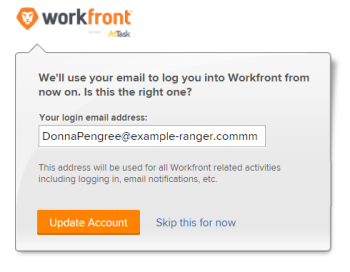 workfront
AtTask
We'll use your email to log you into Workfront from
now on. Is this the right one?
Your login email address:
DonnaPengree@example-ranger.commm
This address will be used for all Workfront related activities
including logging in, email notifications, etc.
Update Account
Skip this for now